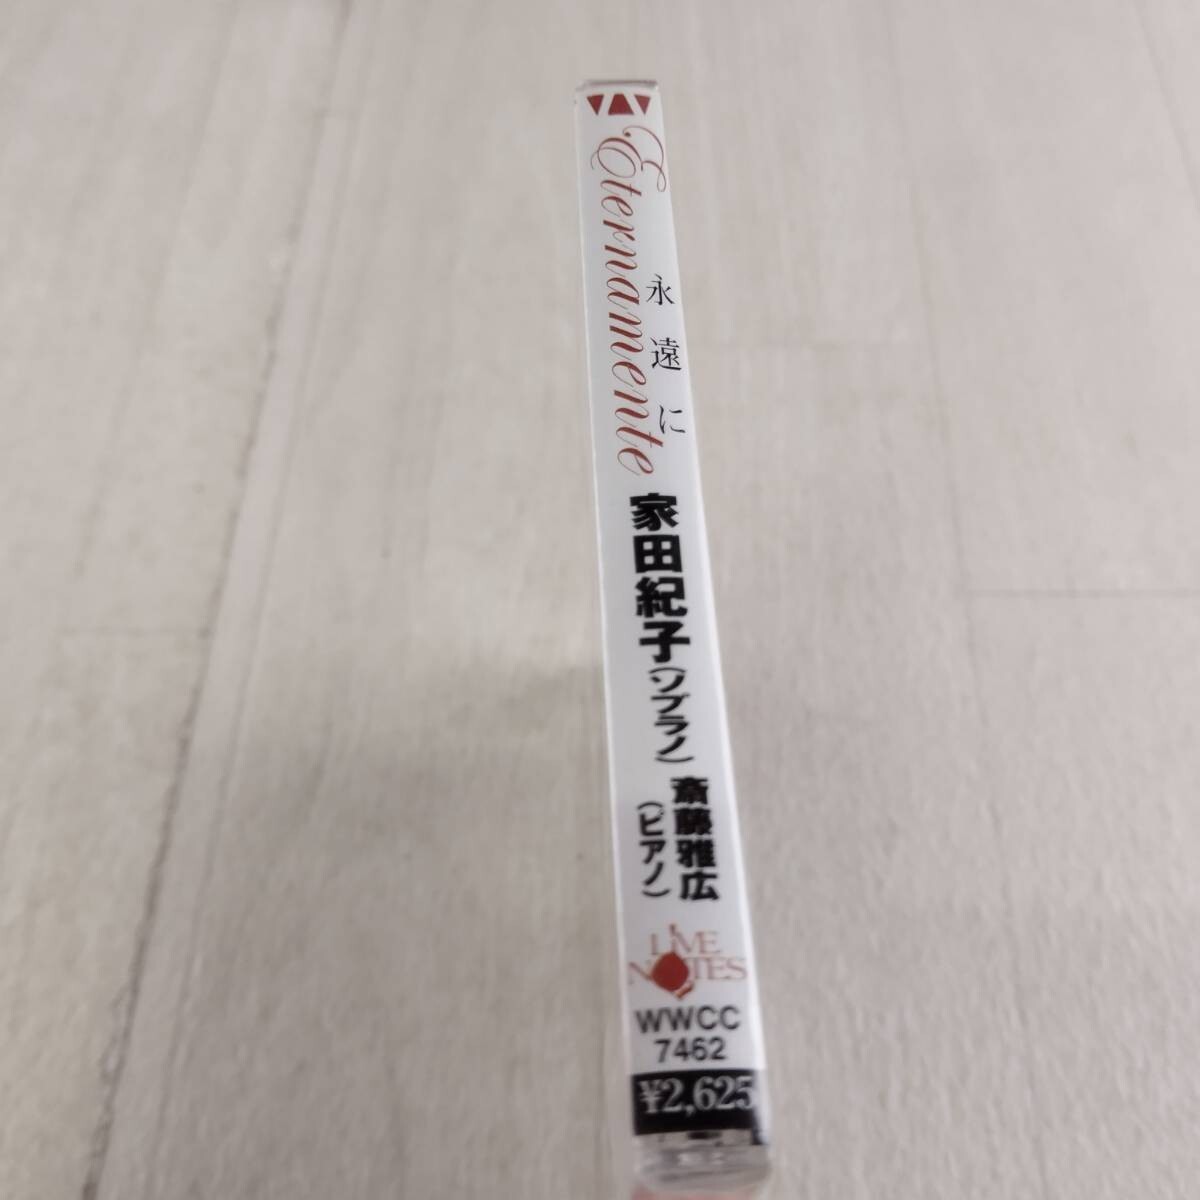 Eternamente
永遠に
家田紀子(ソプラノ)
斎藤雅広
(ピアノ)
LIVE
NOTES
WWCC
7462
¥2,625